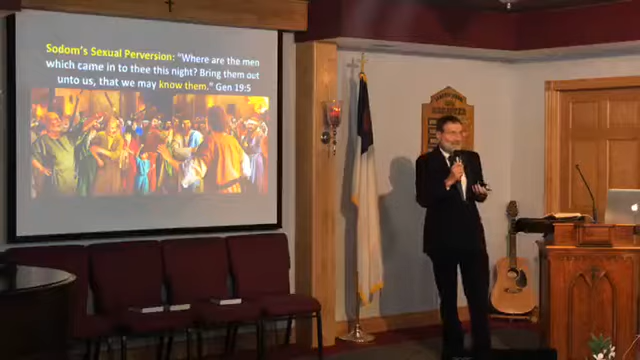 Sodom's Sexual Perversion: "Where are the men
which came in to thee this night? Bring them out
unto us, that we may know them." Gen 19:5
REGISTER